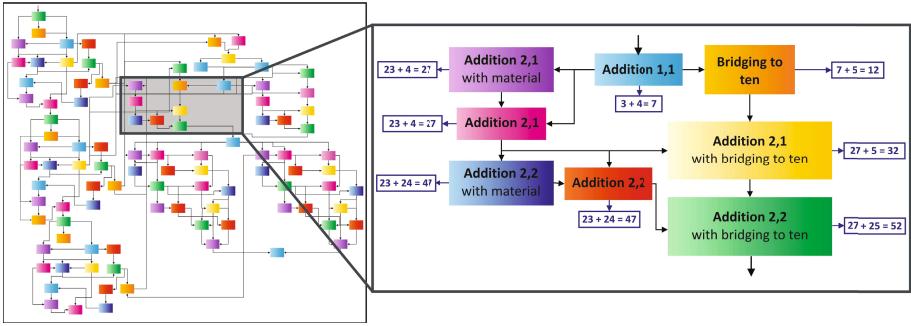 Addition 2,1
with material
Addition 1,1
Bridging to
ten
23 + 4 = 27
7 + 5 = 12
3 + 4 = 7
Addition 2,1
23 + 4 = 27
Addition 2,1
with bridging to ten
27 + 5 = 32
Addition 2,2
with material
Addition 2,2
23 + 24 = 47
23 + 24 = 47
Addition 2,2
with bridging to ten
27 + 25 = 52